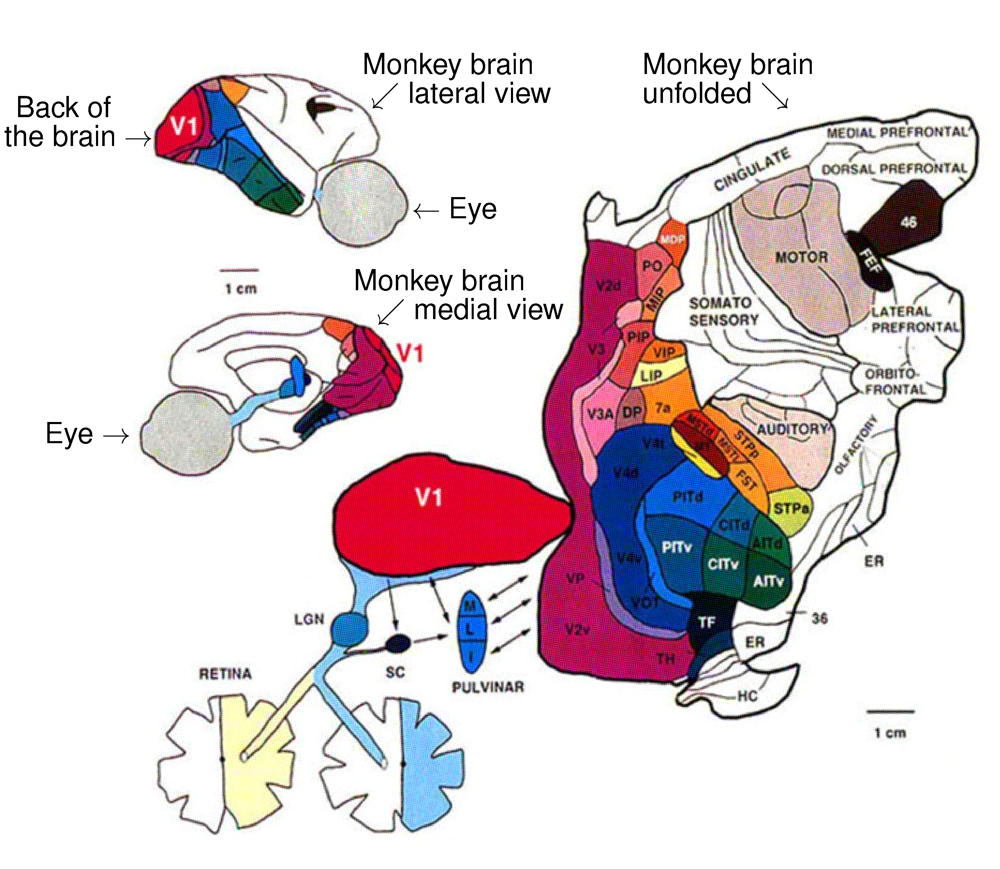 Monkey brain
lateral view
Monkey brain
unfolded
Back of
the brain
V1
Eye
1 cm
Monkey brain
medial view
V1
Eye
MEDIAL PREFRONTAL
CINGULATE
DORSAL PREFRONTAL
46
MDP
FEF
MOTOR
PO
V2d
MIP
SOMATO
SENSORY
LATERAL
PREFRONTAL
PIP
V3
VIP
LIP
ORBITO-
FRONTAL
V3A
DP
7a
MSTd
AUDITORY
STPp
MSTl
OLFACTORY
V4t
V4d
FST
V1
PITd
STPa
CITd
AITd
PITv
CITv
V4v
AITv
ER
VP
VOT
M
L
I
LGN
36
TF
V2v
ER
TH
SC
RETINA
PULVINAR
HC
1 cm